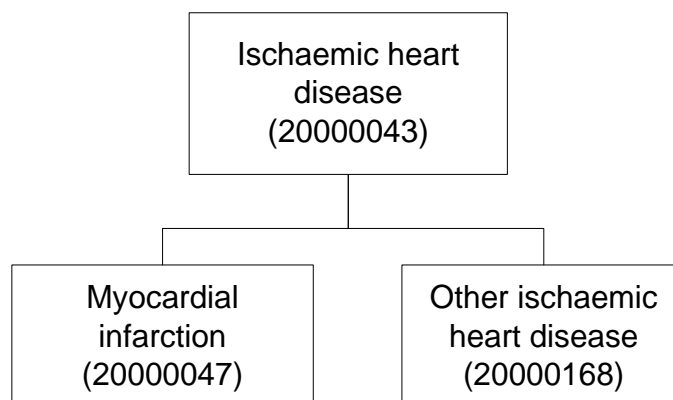 Ischaemic heart
disease
(20000043)
Myocardial
infarction
(20000047)
Other ischaemic
heart disease
(20000168)